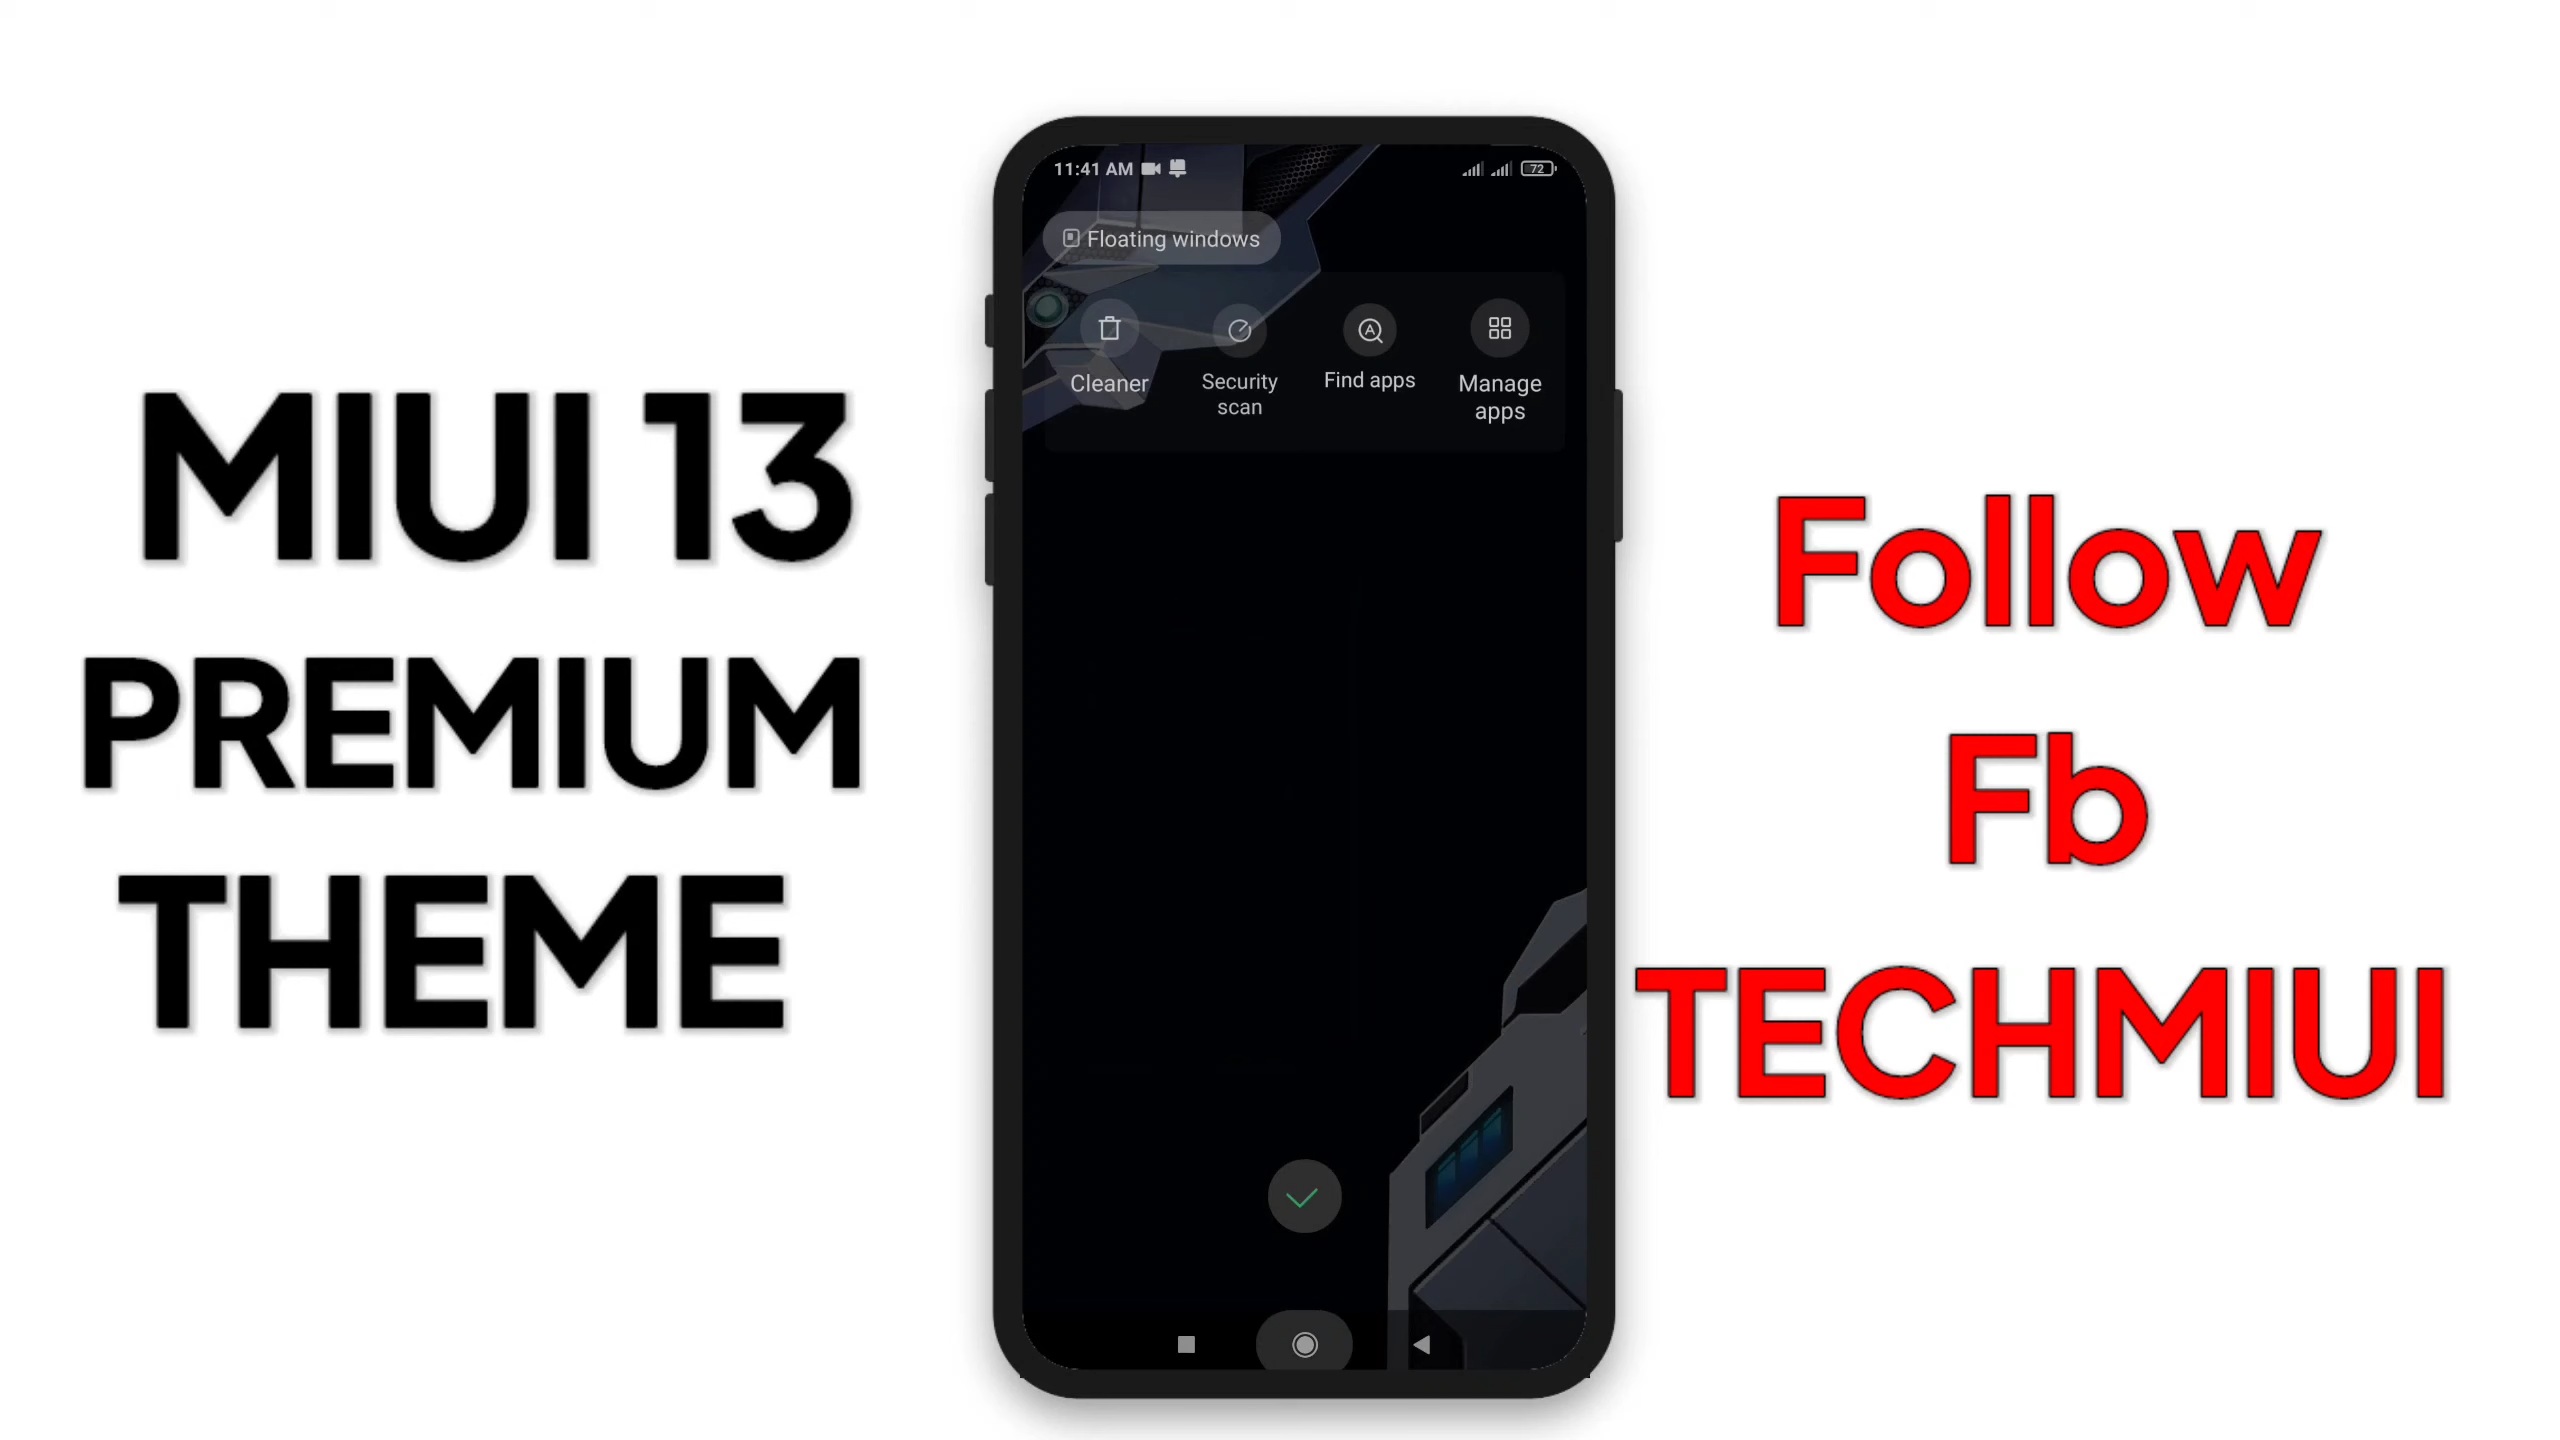 MIUI 13
PREMIUM
THEME
11:41 AM
72
Floating windows
Cleaner
Security
scan
Find apps
Manage
apps
Follow
Fb
TECHMIUI